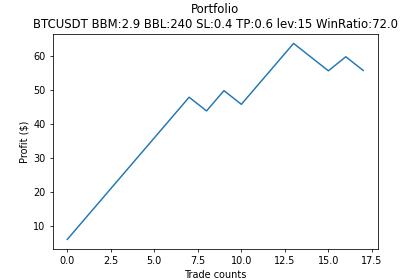 Portfolio
BTCUSDT BBM:2.9 BBL:240 SL:0.4 TP:0.6 lev:15 WinRatio:72.0
60
50
40
30
20
10
Profit ($)
0.0 2.5 5.0 7.5 10.0 12.5 15.0 17.5
Trade counts